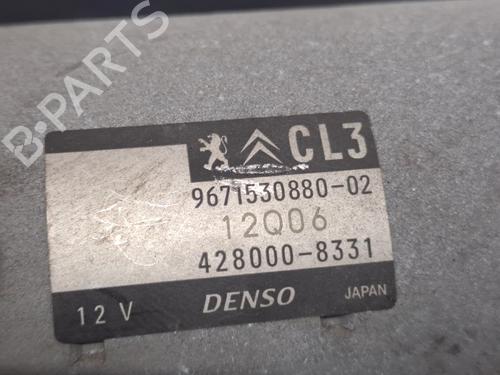 B-PARTS
CL3
9671530880-02
12Q06
428000-8331
12 V DENSO JAPAN